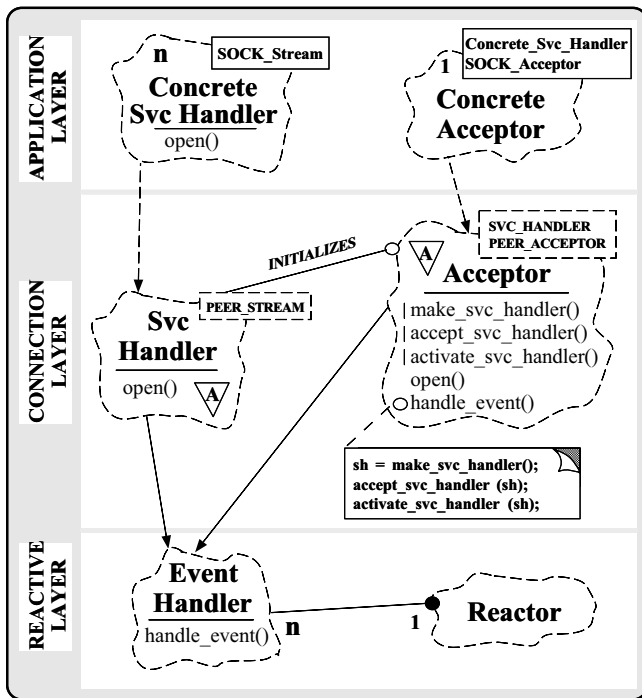 APPLICATION
LAYER
n
SOCK_Stream
Concrete
Svc Handler
open()
Concrete_Svc_Handler
SOCK_Acceptor
1
Concrete
Acceptor
CONNECTION
LAYER
INITIALIZES
A
SVC_HANDLER
PEER_ACCEPTOR
Acceptor
make_svc_handler()
accept_svc_handler()
activate_svc_handler()
open()
handle_event()
PEER_STREAM
Svc
Handler
open()
A
sh = make_svc_handler();
accept_svc_handler (sh);
activate_svc_handler (sh);
REACTIVE
LAYER
Event
Handler
handle_event()
n
1
Reactor